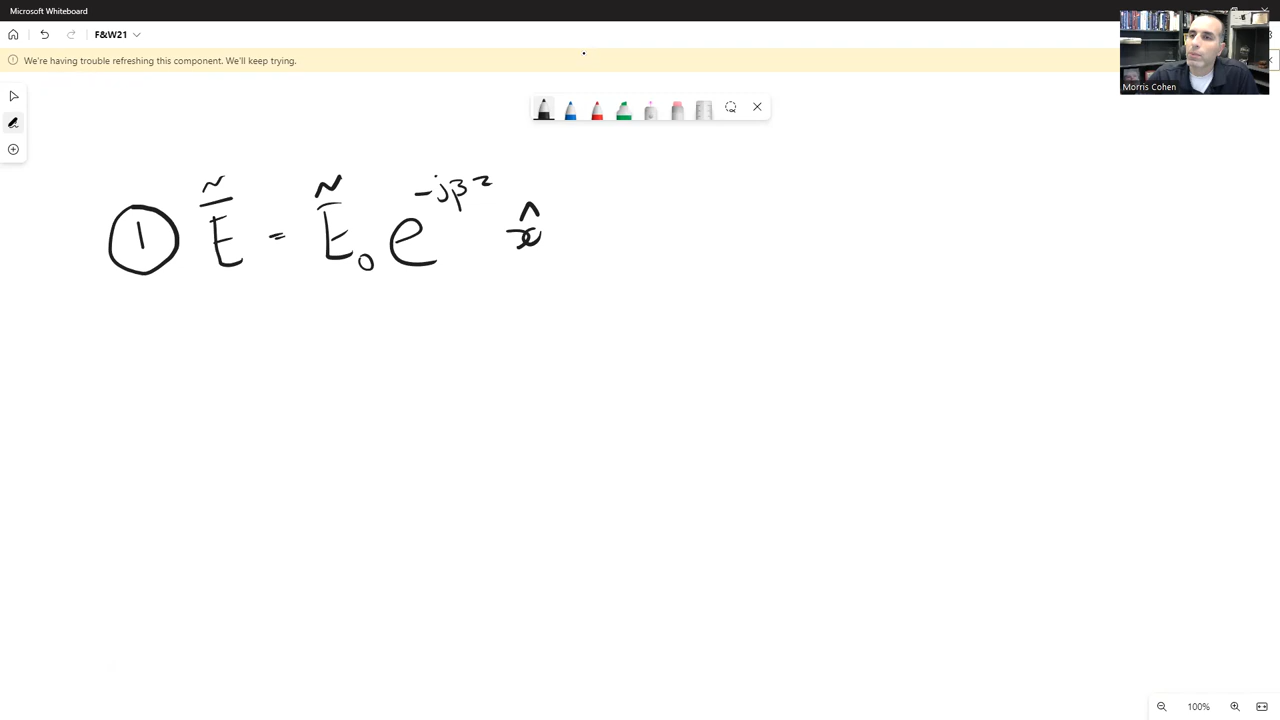 Microsoft Whiteboard
F&W21
We're having trouble refreshing this component. We'll keep trying.
Morris Cohen
① Ẽ̅ = Ẽ̅₀ e^{-jβz} x̂
100%